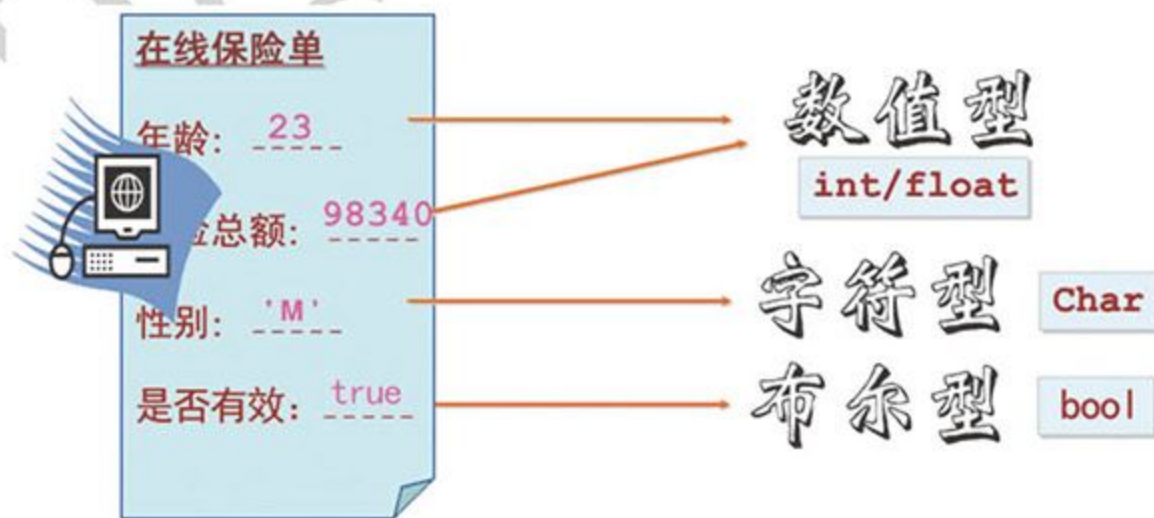 在线保险单
年龄: 23
总额: 98340
性别: 'M'
是否有效: true
数值型
int/float
字符型 Char
布尔型 bool